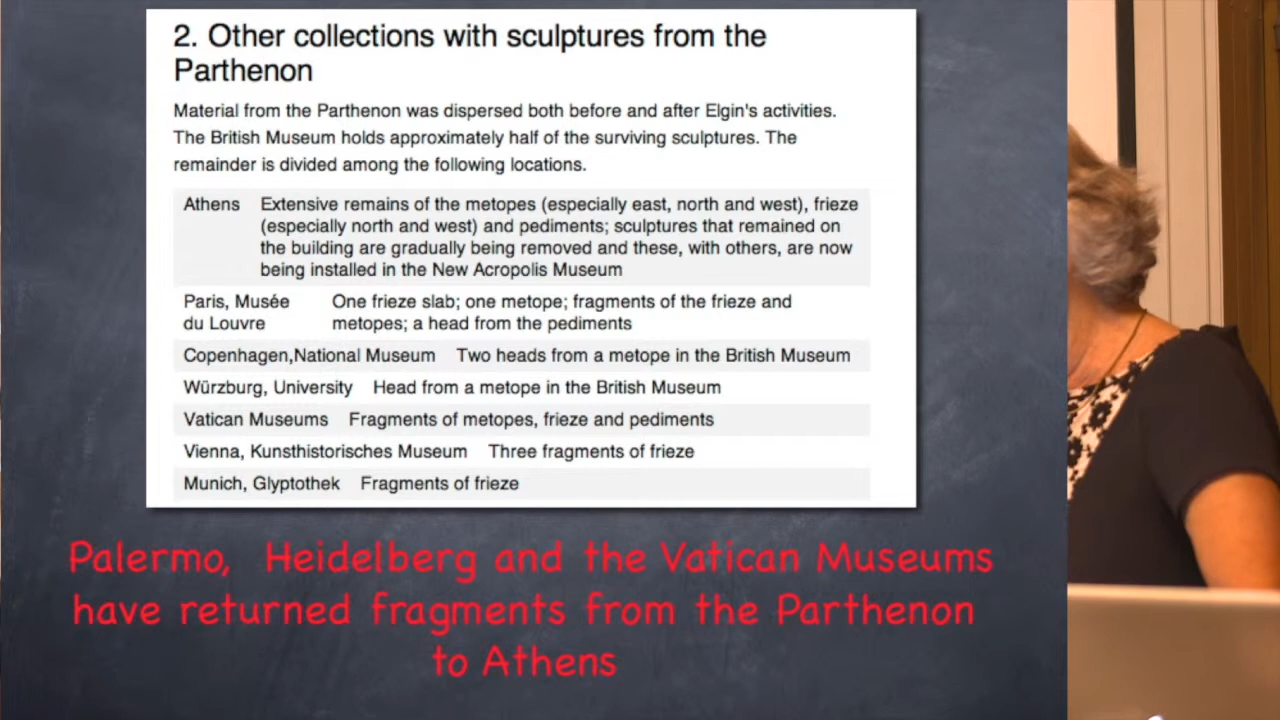 2. Other collections with sculptures from the
Parthenon
Material from the Parthenon was dispersed both before and after Elgin's activities.
The British Museum holds approximately half of the surviving sculptures. The
remainder is divided among the following locations.
Athens Extensive remains of the metopes (especially east, north and west), frieze
(especially north and west) and pediments; sculptures that remained on
the building are gradually being removed and these, with others, are now
being installed in the New Acropolis Museum
Paris, Musée One frieze slab; one metope; fragments of the frieze and
du Louvre metopes; a head from the pediments
Copenhagen,National Museum Two heads from a metope in the British Museum
Würzburg, University Head from a metope in the British Museum
Vatican Museums Fragments of metopes, frieze and pediments
Vienna, Kunsthistorisches Museum Three fragments of frieze
Munich, Glyptothek Fragments of frieze
Palermo, Heidelberg and the Vatican Museums
have returned fragments from the Parthenon
to Athens